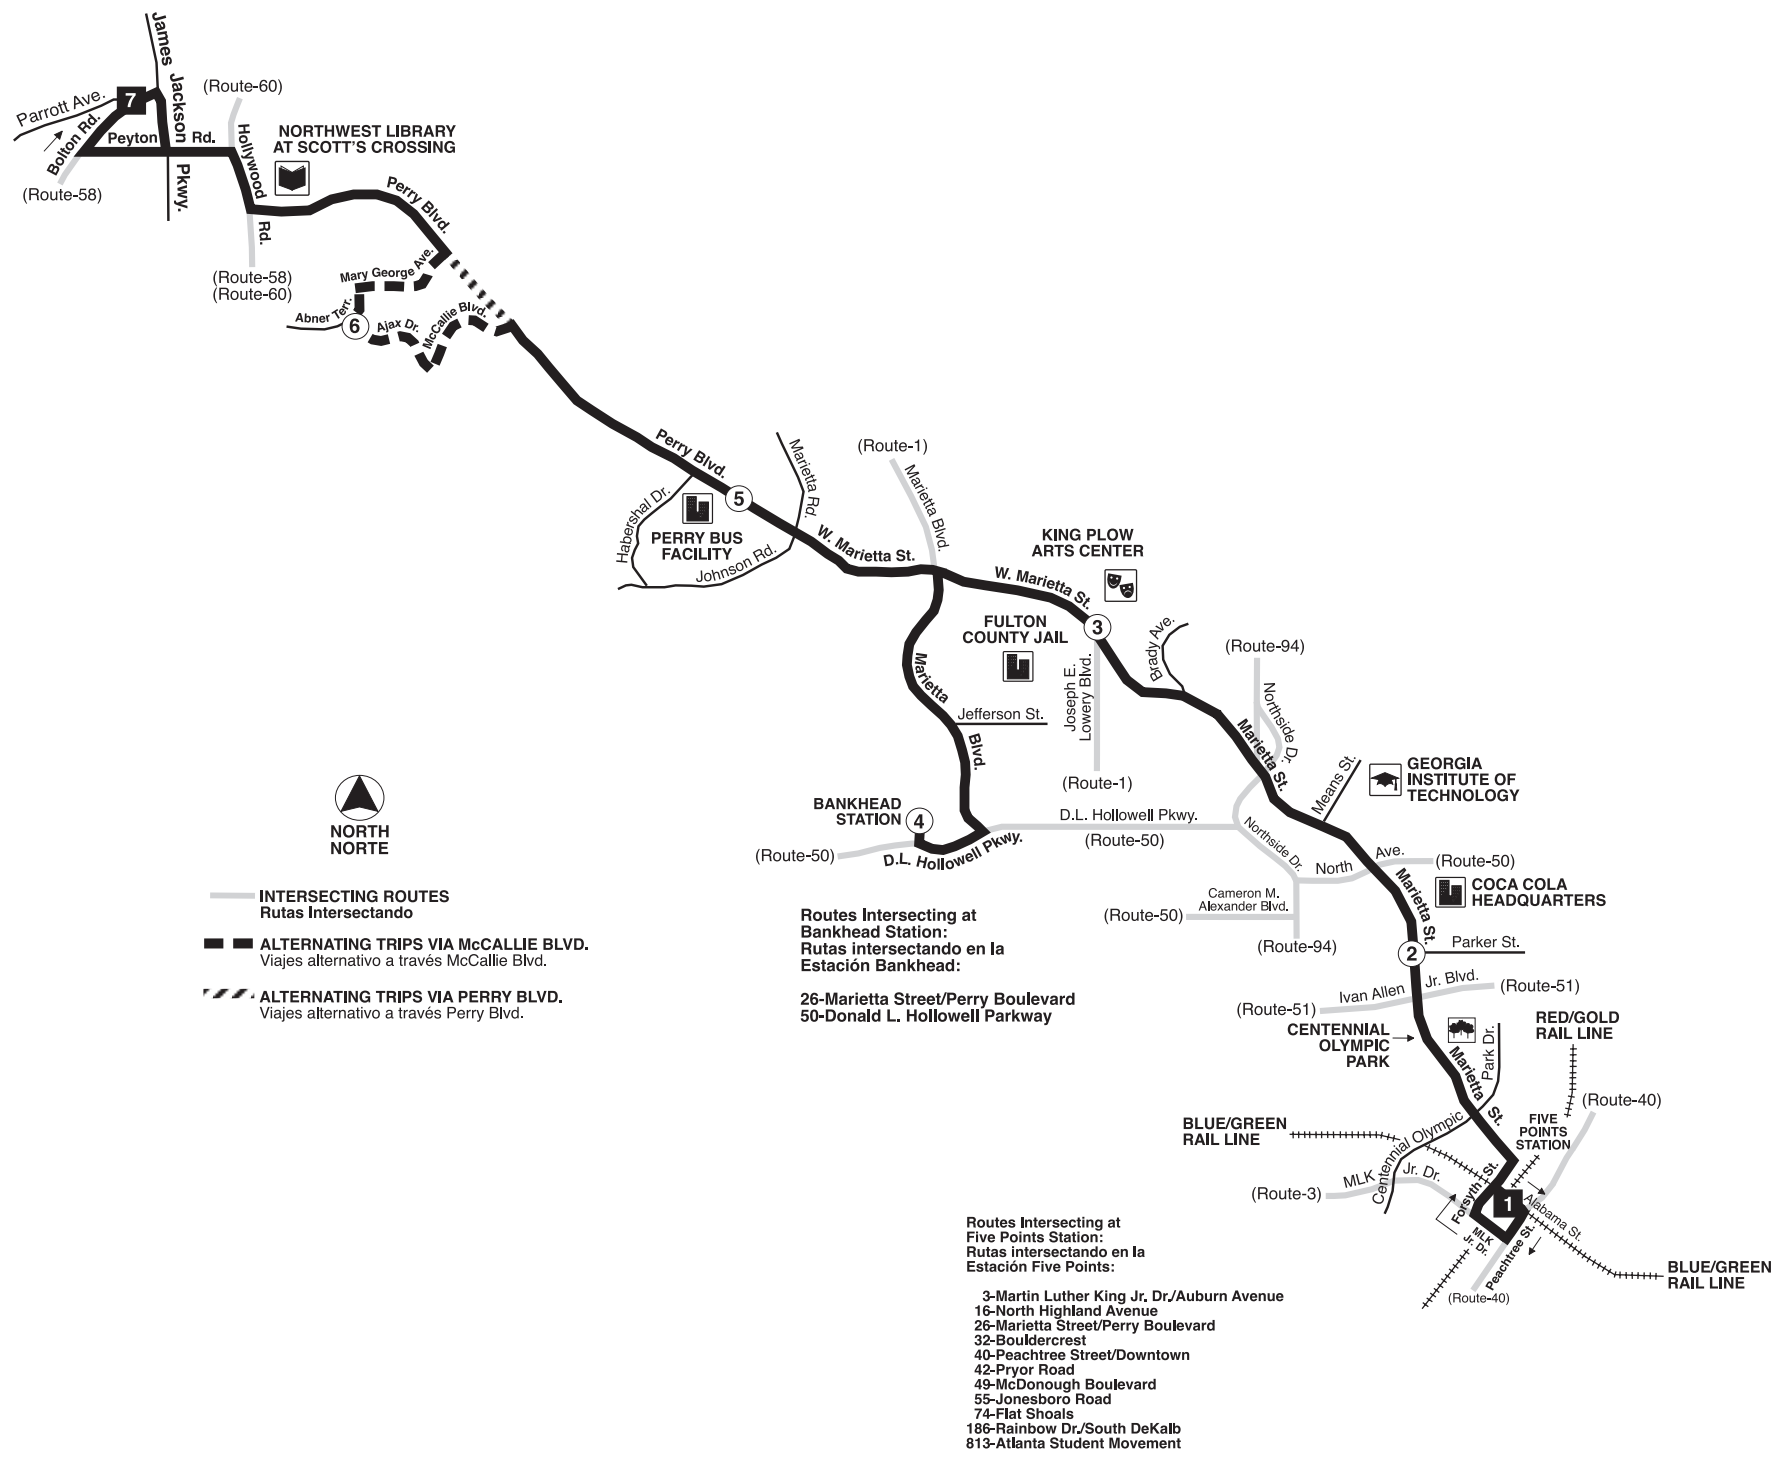 James Jackson Pkwy.
(Route-60)
Parrott Ave.
7
Bolton Rd.
Peyton Rd.
Hollywood Rd.
NORTHWEST LIBRARY
AT SCOTT'S CROSSING
(Route-58)
Perry Blvd.
(Route-58)
(Route-60)
Mary George Ave.
Abner Terr.
6
Ajax Dr.
McCallie Blvd.
Perry Blvd.
5
Habershal Dr.
PERRY BUS
FACILITY
Marietta Rd.
Johnson Rd.
W. Marietta St.
(Route-1)
Marietta Blvd.
KING PLOW
ARTS CENTER
W. Marietta St.
3
FULTON
COUNTY JAIL
Brady Ave.
Joseph E.
Lowery Blvd.
(Route-1)
Marietta
Blvd.
Jefferson St.
(Route-94)
Northside Dr.
Marietta St.
Means St.
GEORGIA
INSTITUTE OF
TECHNOLOGY
BANKHEAD
STATION
4
(Route-50)
D.L. Hollowell Pkwy.
D.L. Hollowell Pkwy.
(Route-50)
Northside Dr.
North Ave.
(Route-50)
COCA COLA
HEADQUARTERS
Cameron M.
Alexander Blvd.
(Route-50)
(Route-94)
Marietta St.
2
Parker St.
NORTH
NORTE
INTERSECTING ROUTES
Rutas Intersectando
ALTERNATING TRIPS VIA McCALLIE BLVD.
Viajes alternativo a través McCallie Blvd.
ALTERNATING TRIPS VIA PERRY BLVD.
Viajes alternativo a través Perry Blvd.
Routes Intersecting at
Bankhead Station:
Rutas intersectando en la
Estación Bankhead:
26-Marietta Street/Perry Boulevard
50-Donald L. Hollowell Parkway
Ivan Allen Jr. Blvd.
(Route-51)
(Route-51)
CENTENNIAL
OLYMPIC
PARK
RED/GOLD
RAIL LINE
Marietta St.
Park Dr.
Centennial Olympic
(Route-40)
BLUE/GREEN
RAIL LINE
FIVE
POINTS
STATION
MLK Jr. Dr.
(Route-3)
Forsyth St.
1
Alabama St.
MLK
Jr. Dr.
Peachtree St.
(Route-40)
BLUE/GREEN
RAIL LINE
Routes Intersecting at
Five Points Station:
Rutas intersectando en la
Estación Five Points:
3-Martin Luther King Jr. Dr./Auburn Avenue
16-North Highland Avenue
26-Marietta Street/Perry Boulevard
32-Bouldercrest
40-Peachtree Street/Downtown
42-Pryor Road
49-McDonough Boulevard
55-Jonesboro Road
74-Flat Shoals
186-Rainbow Dr./South DeKalb
813-Atlanta Student Movement